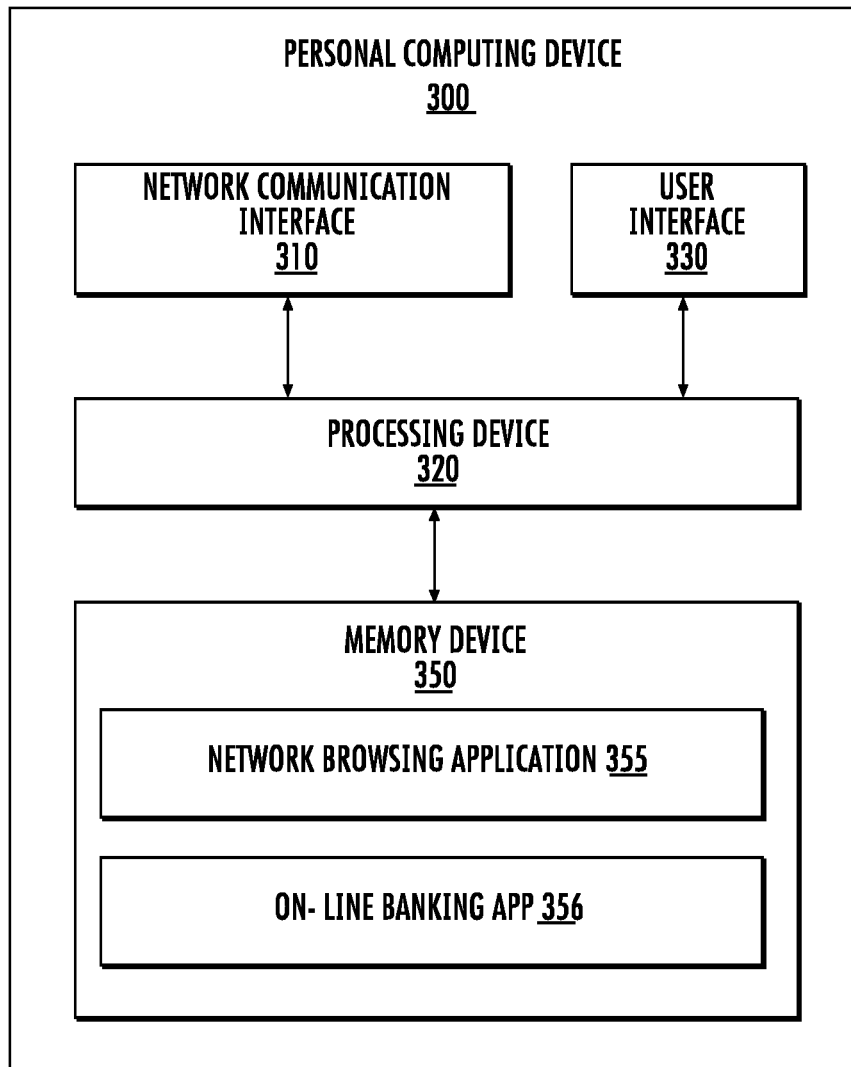 PERSONAL COMPUTING DEVICE
300
NETWORK COMMUNICATION
INTERFACE
310
USER
INTERFACE
330
PROCESSING DEVICE
320
MEMORY DEVICE
350
NETWORK BROWSING APPLICATION 355
ON- LINE BANKING APP 356